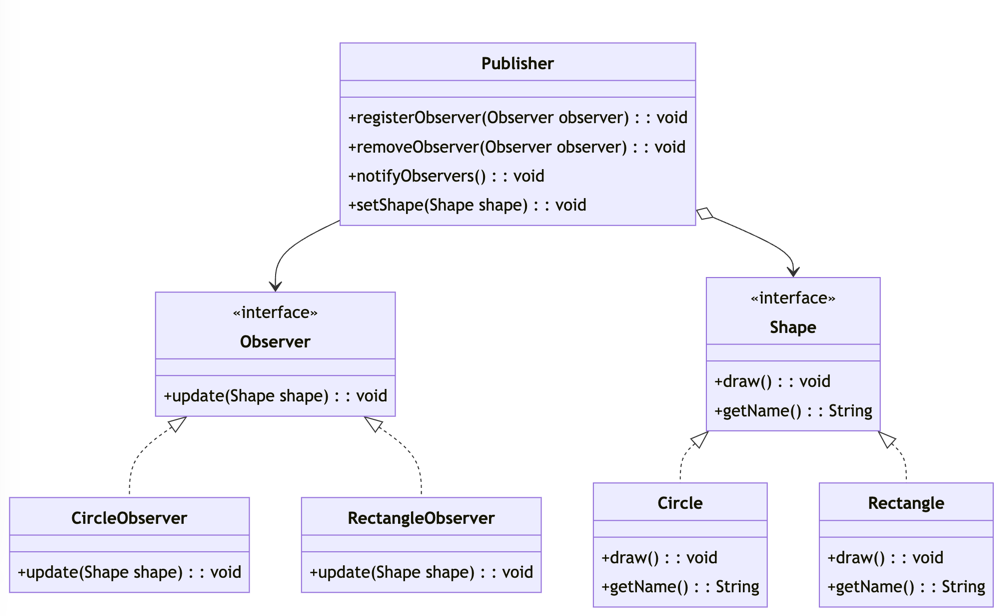 Publisher
+registerObserver(Observer observer) : : void
+removeObserver(Observer observer) : : void
+notifyObservers() : : void
+setShape(Shape shape) : : void
«interface»
Observer
+update(Shape shape) : : void
«interface»
Shape
+draw() : : void
+getName() : : String
CircleObserver
+update(Shape shape) : : void
RectangleObserver
+update(Shape shape) : : void
Circle
+draw() : : void
+getName() : : String
Rectangle
+draw() : : void
+getName() : : String